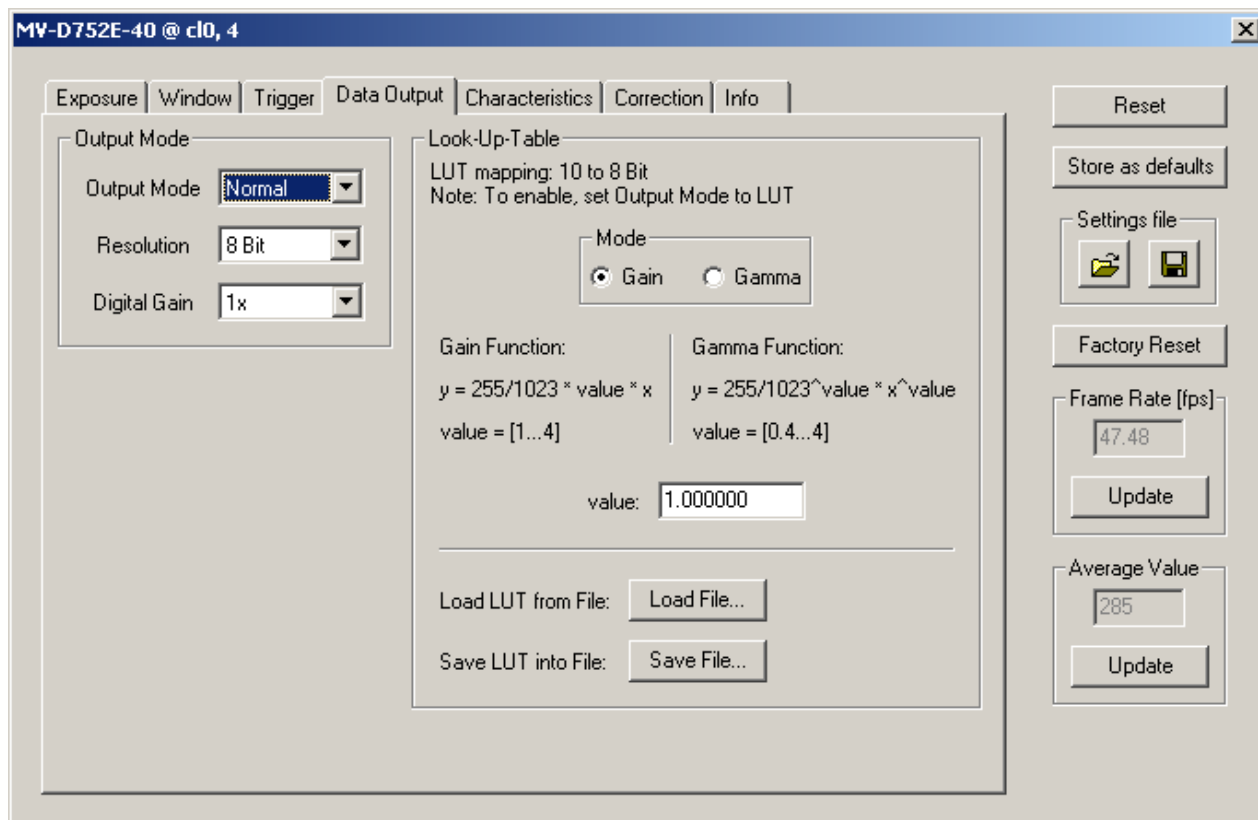 MV-D752E-40 @ cl0, 4
Exposure Window Trigger Data Output Characteristics Correction Info
Output Mode
Output Mode Normal
Resolution 8 Bit
Digital Gain 1x
Look-Up-Table
LUT mapping: 10 to 8 Bit
Note: To enable, set Output Mode to LUT
Mode
Gain Gamma
Gain Function:
y = 255/1023 * value * x
value = [1...4]
Gamma Function:
y = 255/1023^value * x^value
value = [0.4...4]
value: 1.000000
Load LUT from File: Load File...
Save LUT into File: Save File...
Reset
Store as defaults
Settings file
Factory Reset
Frame Rate [fps]
47.48
Update
Average Value
285
Update